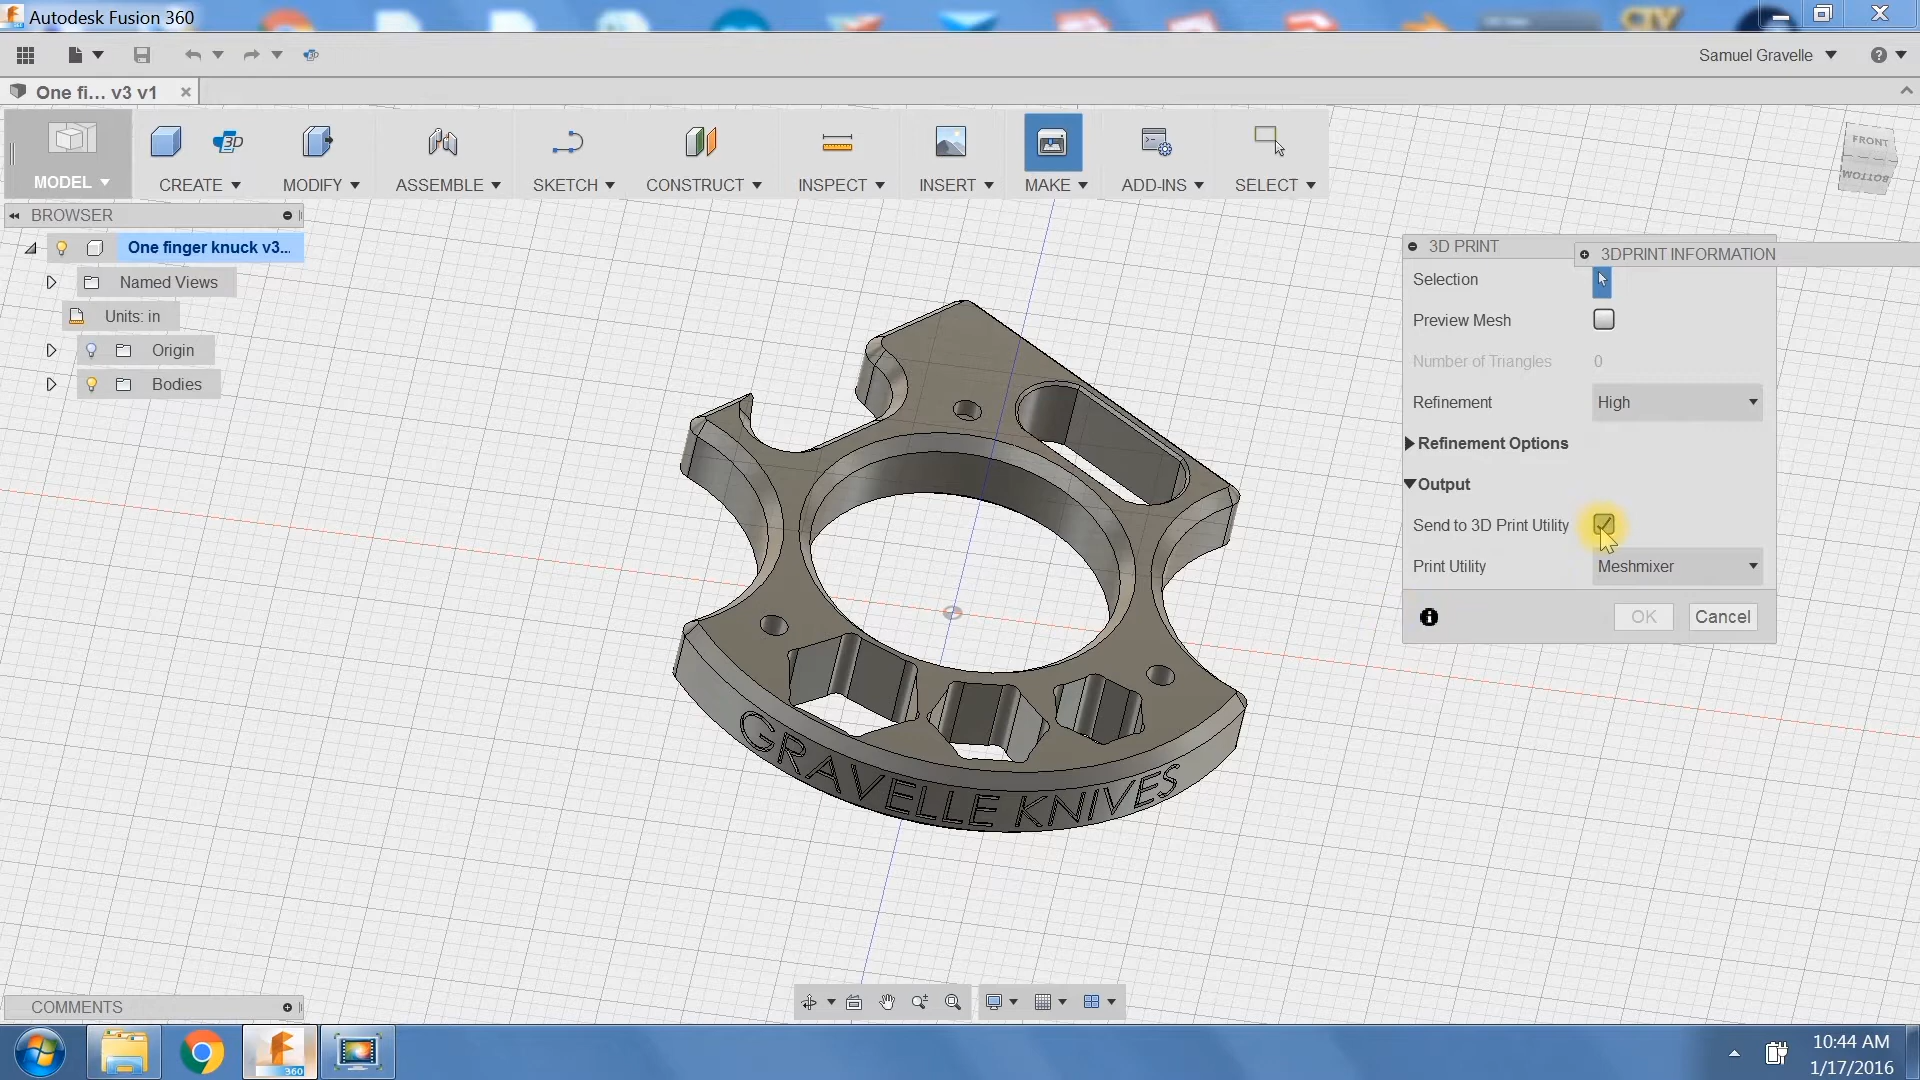 Autodesk Fusion 360
Samuel Gravelle
One fi... v3 v1
MODEL
CREATE
MODIFY
ASSEMBLE
SKETCH
CONSTRUCT
INSPECT
INSERT
MAKE
ADD-INS
SELECT
FRONT
BOTTOM
BROWSER
One finger knuck v3...
Named Views
Units: in
Origin
Bodies
3D PRINT
3DPRINT INFORMATION
Selection
Preview Mesh
Number of Triangles 0
Refinement High
Refinement Options
Output
Send to 3D Print Utility
Print Utility Meshmixer
OK Cancel
GRAVELLE KNIVES
COMMENTS
360
10:44 AM
1/17/2016